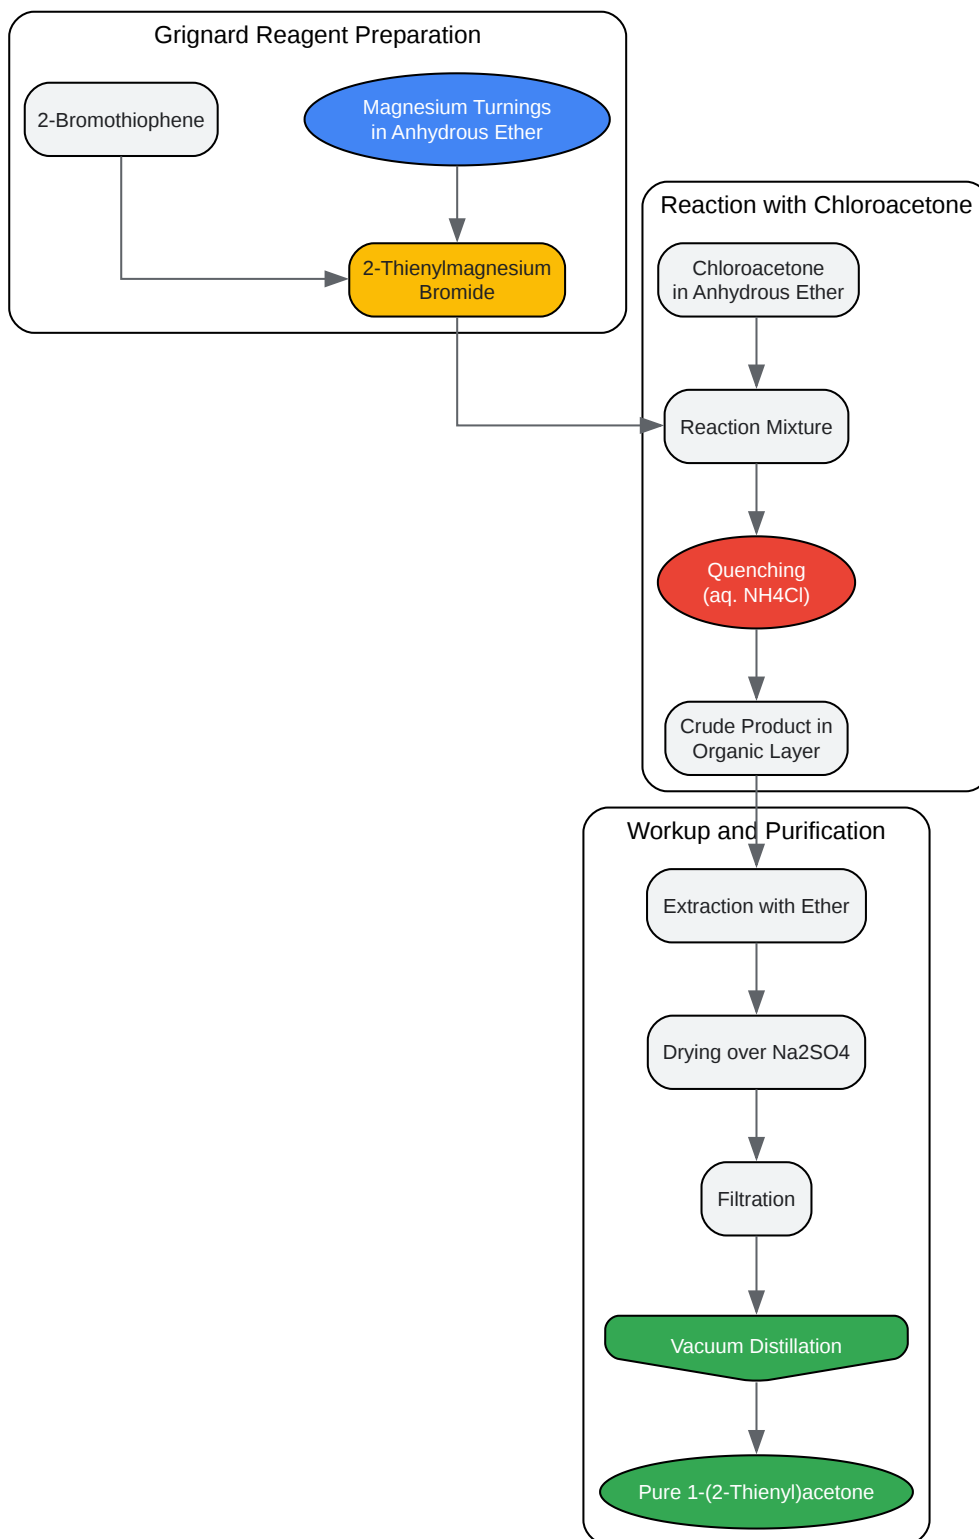 Grignard Reagent Preparation
2-Bromothiophene
Magnesium Turnings
in Anhydrous Ether
2-Thienylmagnesium
Bromide
Reaction with Chloroacetone
Chloroacetone
in Anhydrous Ether
Reaction Mixture
Quenching
(aq. NH4Cl)
Crude Product in
Organic Layer
Workup and Purification
Extraction with Ether
Drying over Na2SO4
Filtration
Vacuum Distillation
Pure 1-(2-Thienyl)acetone